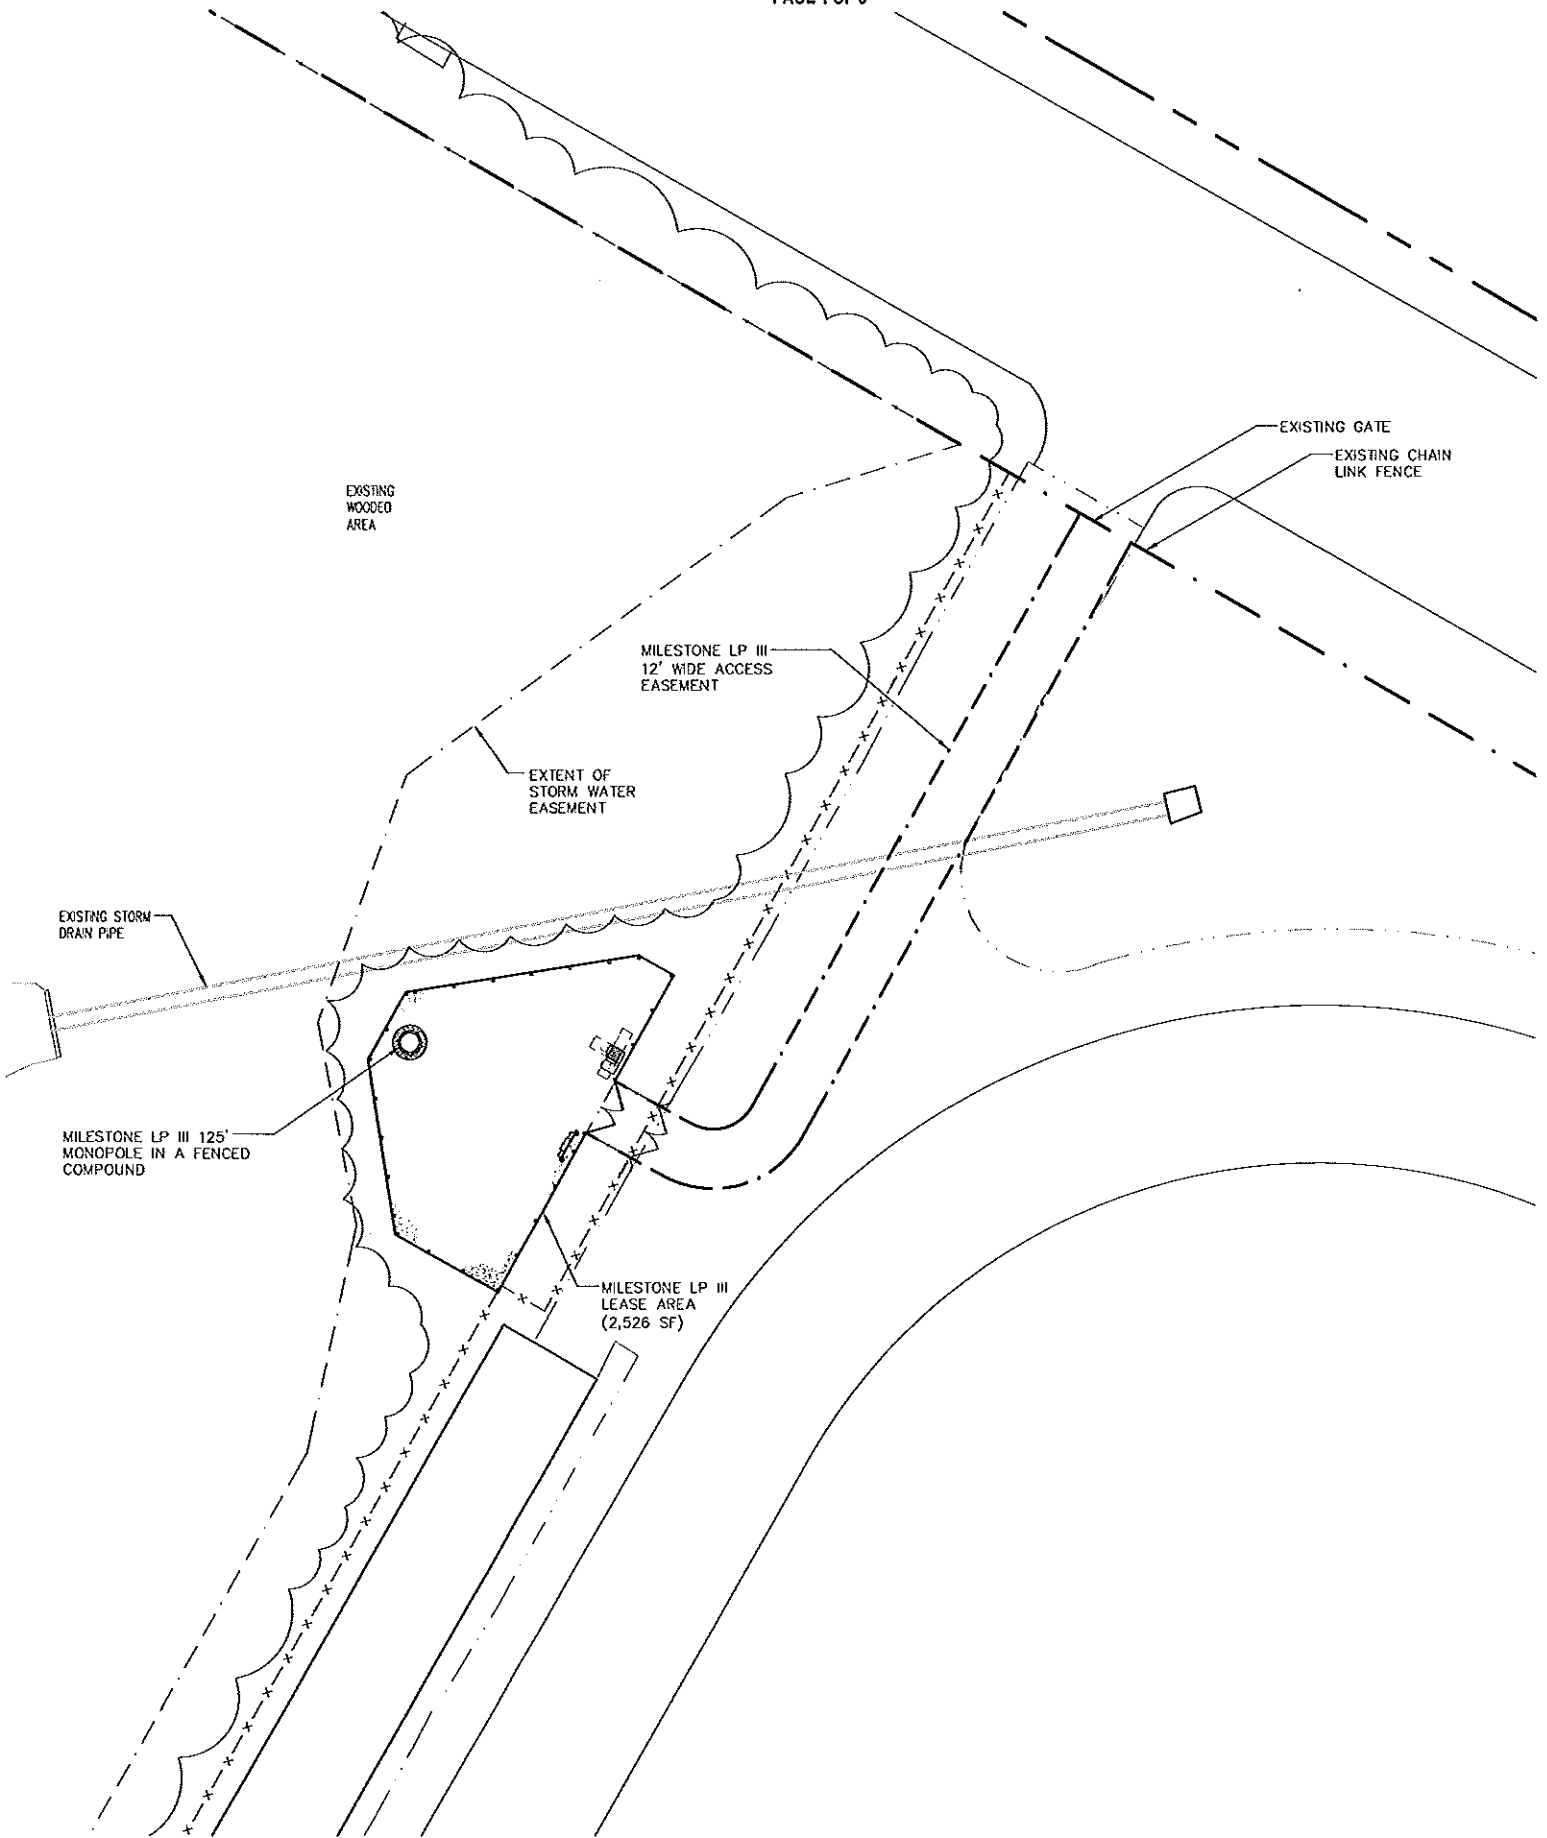 EXISTING GATE
EXISTING CHAIN
LINK FENCE
EXISTING
WOODED
AREA
MILESTONE LP III
12' WIDE ACCESS
EASEMENT
EXTENT OF
STORM WATER
EASEMENT
EXISTING STORM
DRAIN PIPE
MILESTONE LP III 125'
MONOPOLE IN A FENCED
COMPOUND
MILESTONE LP III
LEASE AREA
(2,526 SF)